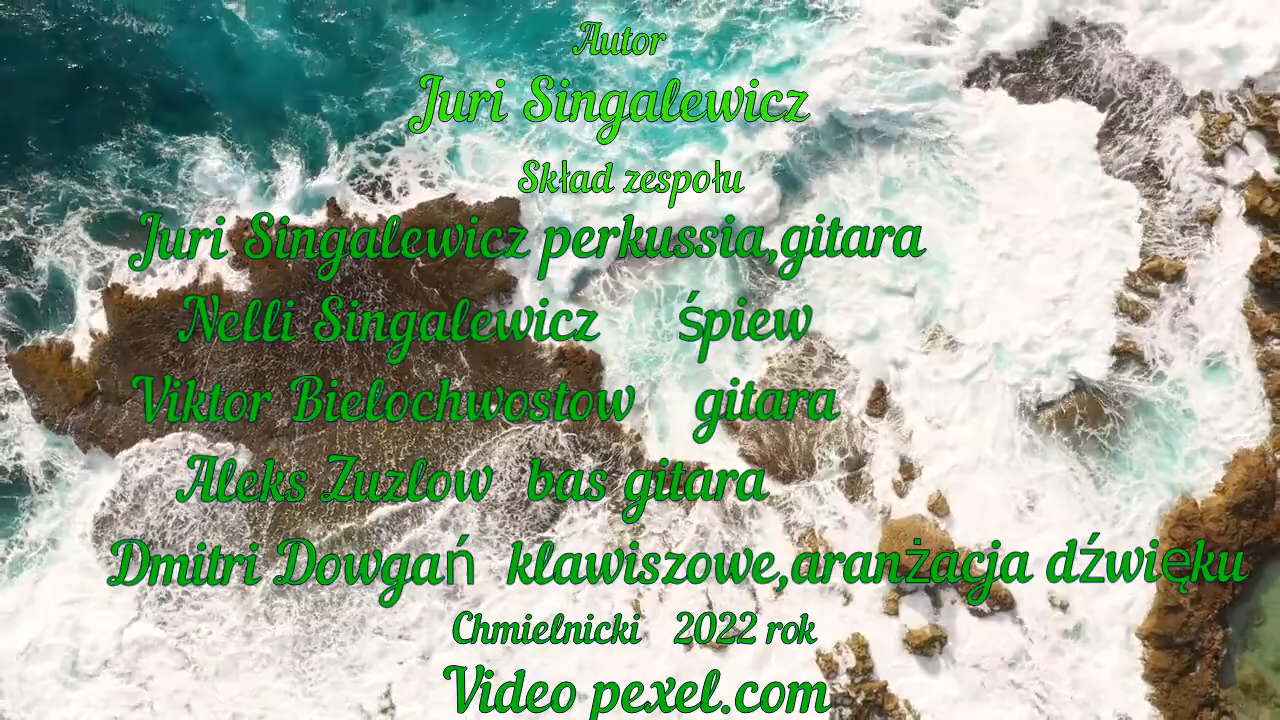 Autor
Juri Singalewicz
Skład zespołu
Juri Singalewicz perkussia,gitara
Nelli Singalewicz śpiew
Viktor Bielochwostow gitara
Aleks Zuzlow bas gitara
Dmitri Dowgań klawiszowe,aranżacja dźwięku
Chmielnicki 2022 rok
Video pexel.com